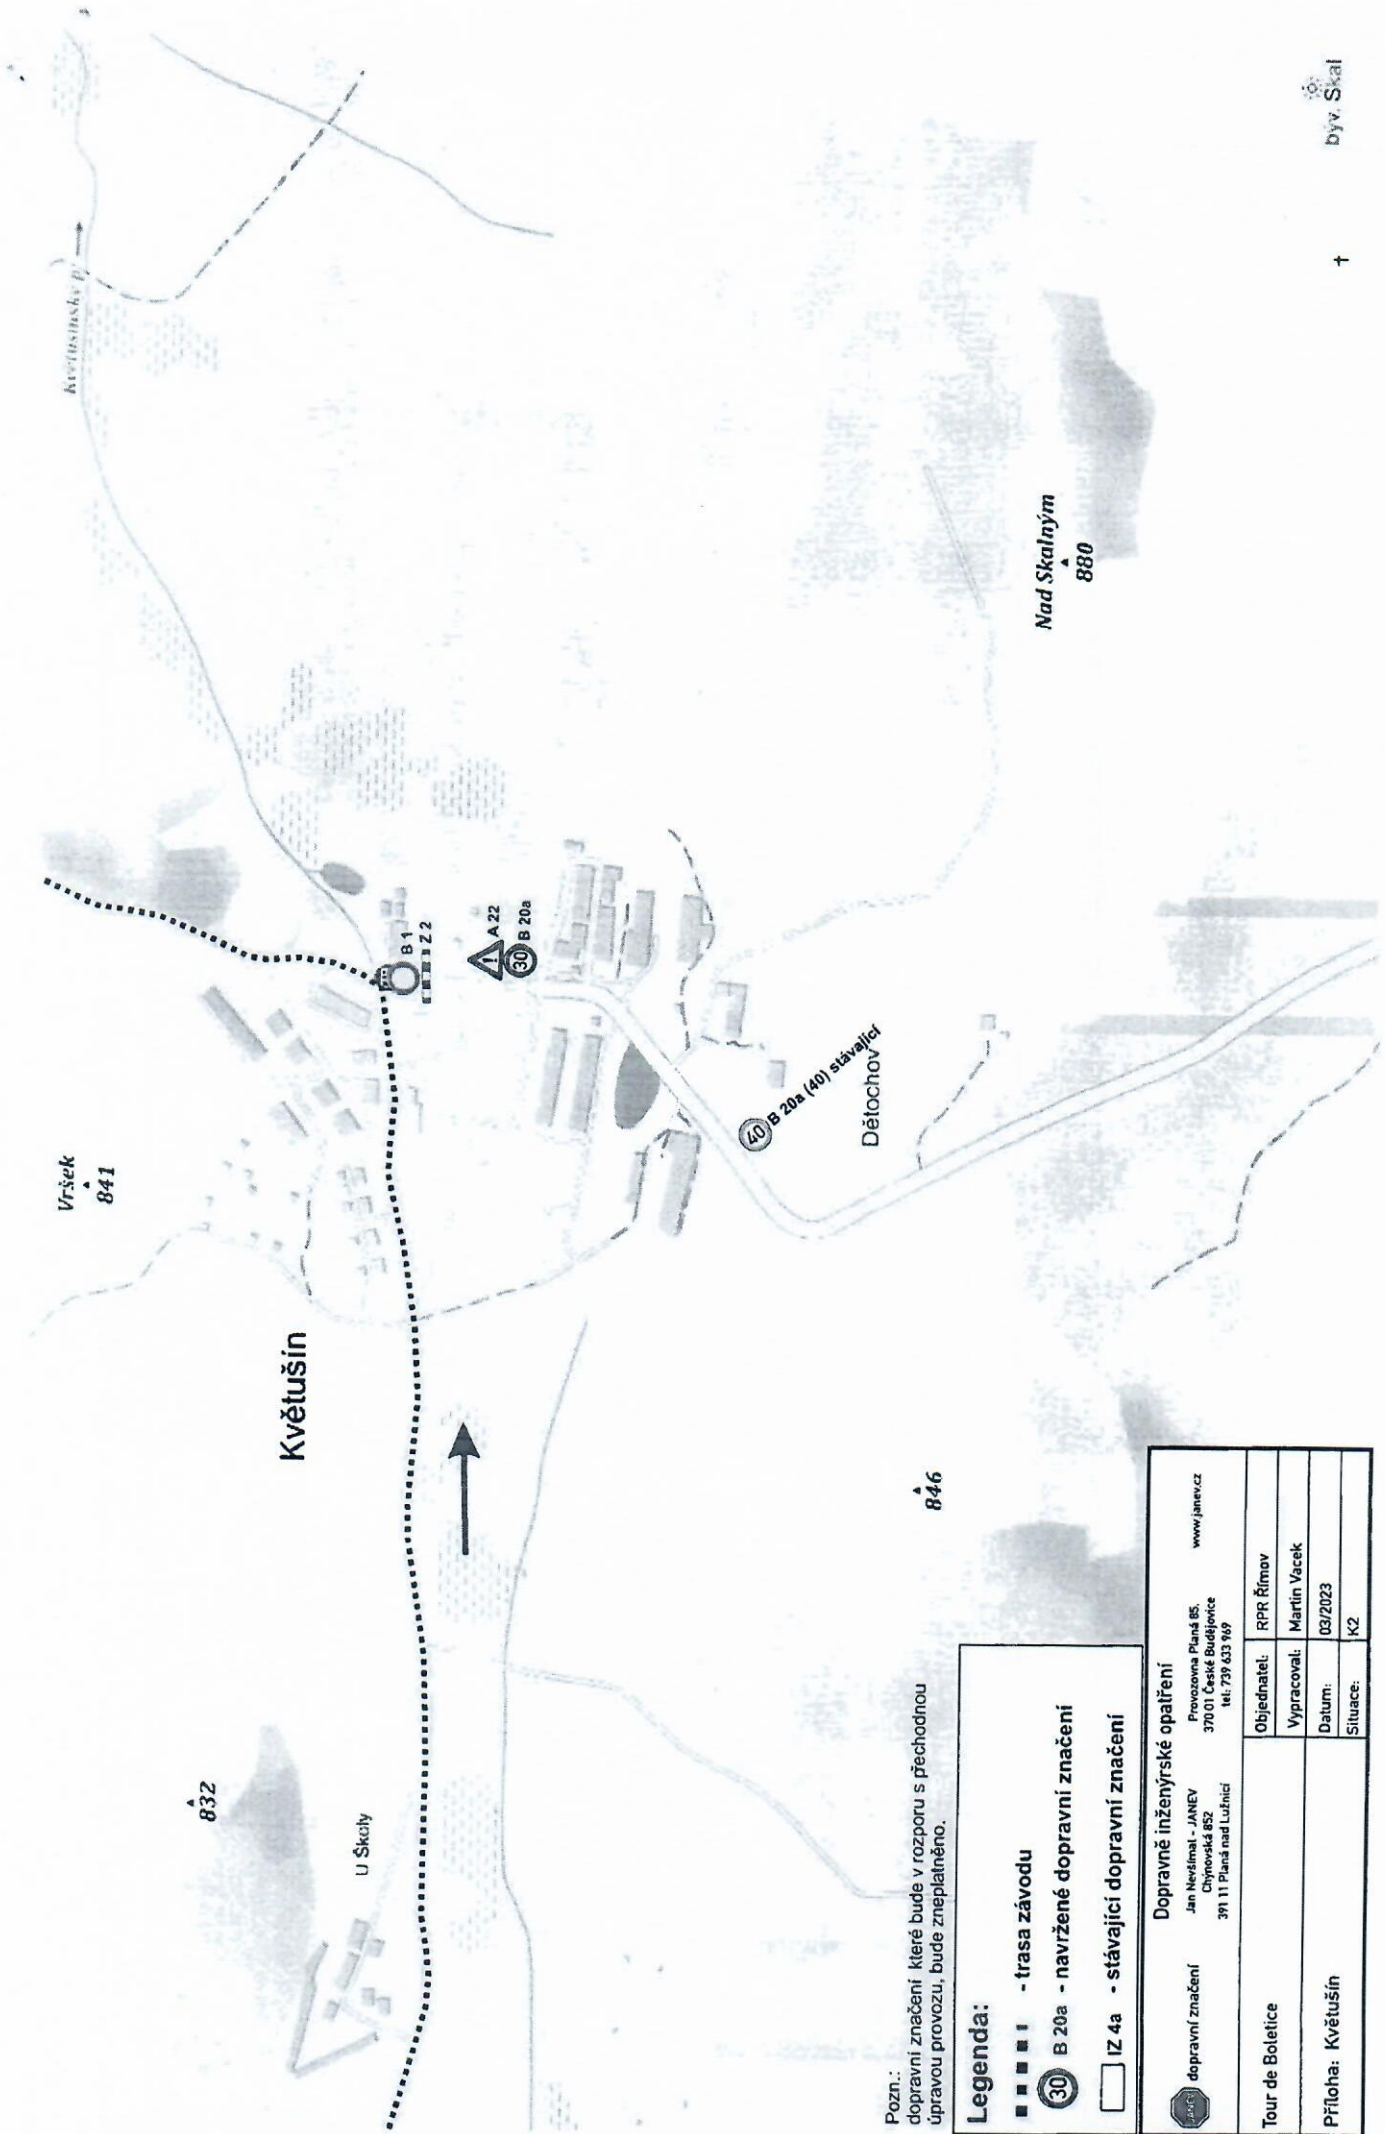 Květušínský p.
Vršek
841
Květušín
832
U Školy
B 1
Z 2
A 22
30
B 20a
40
B 20a (40) stávající
Dětochov
Nad Skalným
880
846
býv. Skal
Pozn.:
dopravní značení které bude v rozporu s přechodnou
úpravou provozu, bude zneplatněno.
Legenda:
- trasa závodu
30 B 20a - navržené dopravní značení
IZ 4a - stávající dopravní značení
JANEV dopravní značení
Dopravně inženýrské opatření
Jan Nevšímal - JANEV
Chýnovská 852
391 11 Planá nad Lužnicí
Provozovna Planá 85,
370 01 České Budějovice
tel: 739 633 969
www.janev.cz
Tour de Boletice
Objednatel: RPR Římov
Vypracoval: Martin Vacek
Datum: 03/2023
Příloha: Květušín
Situace: K2